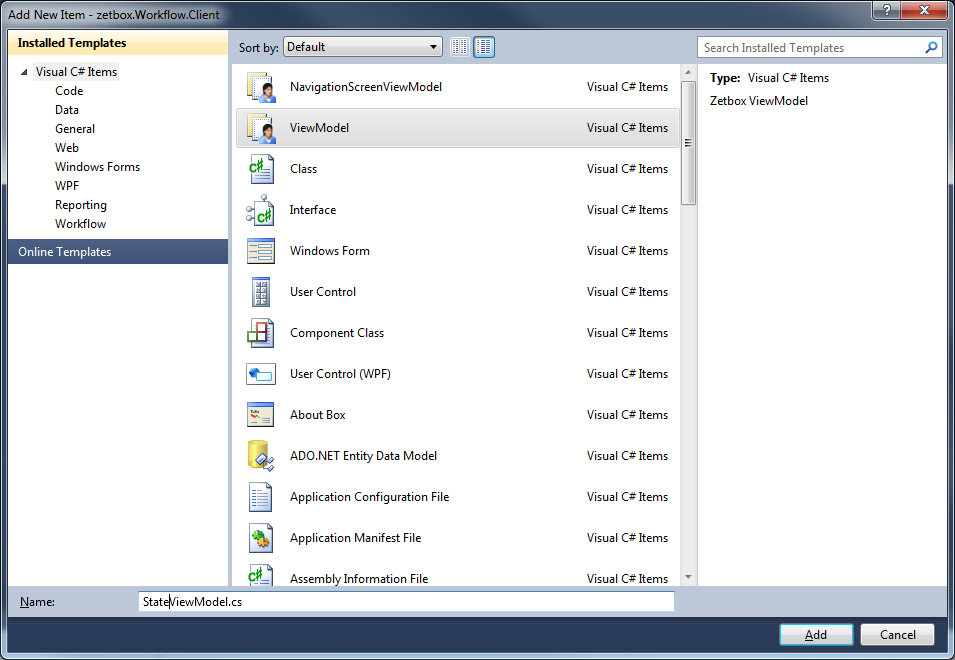 Add New Item - zetbox.Workflow.Client
Installed Templates
Visual C# Items
Code
Data
General
Web
Windows Forms
WPF
Reporting
Workflow
Online Templates
Sort by: Default
NavigationScreenViewModel Visual C# Items
ViewModel Visual C# Items
Class Visual C# Items
Interface Visual C# Items
Windows Form Visual C# Items
User Control Visual C# Items
Component Class Visual C# Items
User Control (WPF) Visual C# Items
About Box Visual C# Items
ADO.NET Entity Data Model Visual C# Items
Application Configuration File Visual C# Items
Application Manifest File Visual C# Items
Assembly Information File Visual C# Items
Search Installed Templates
Type: Visual C# Items
Zetbox ViewModel
Name: StateViewModel.cs
Add Cancel